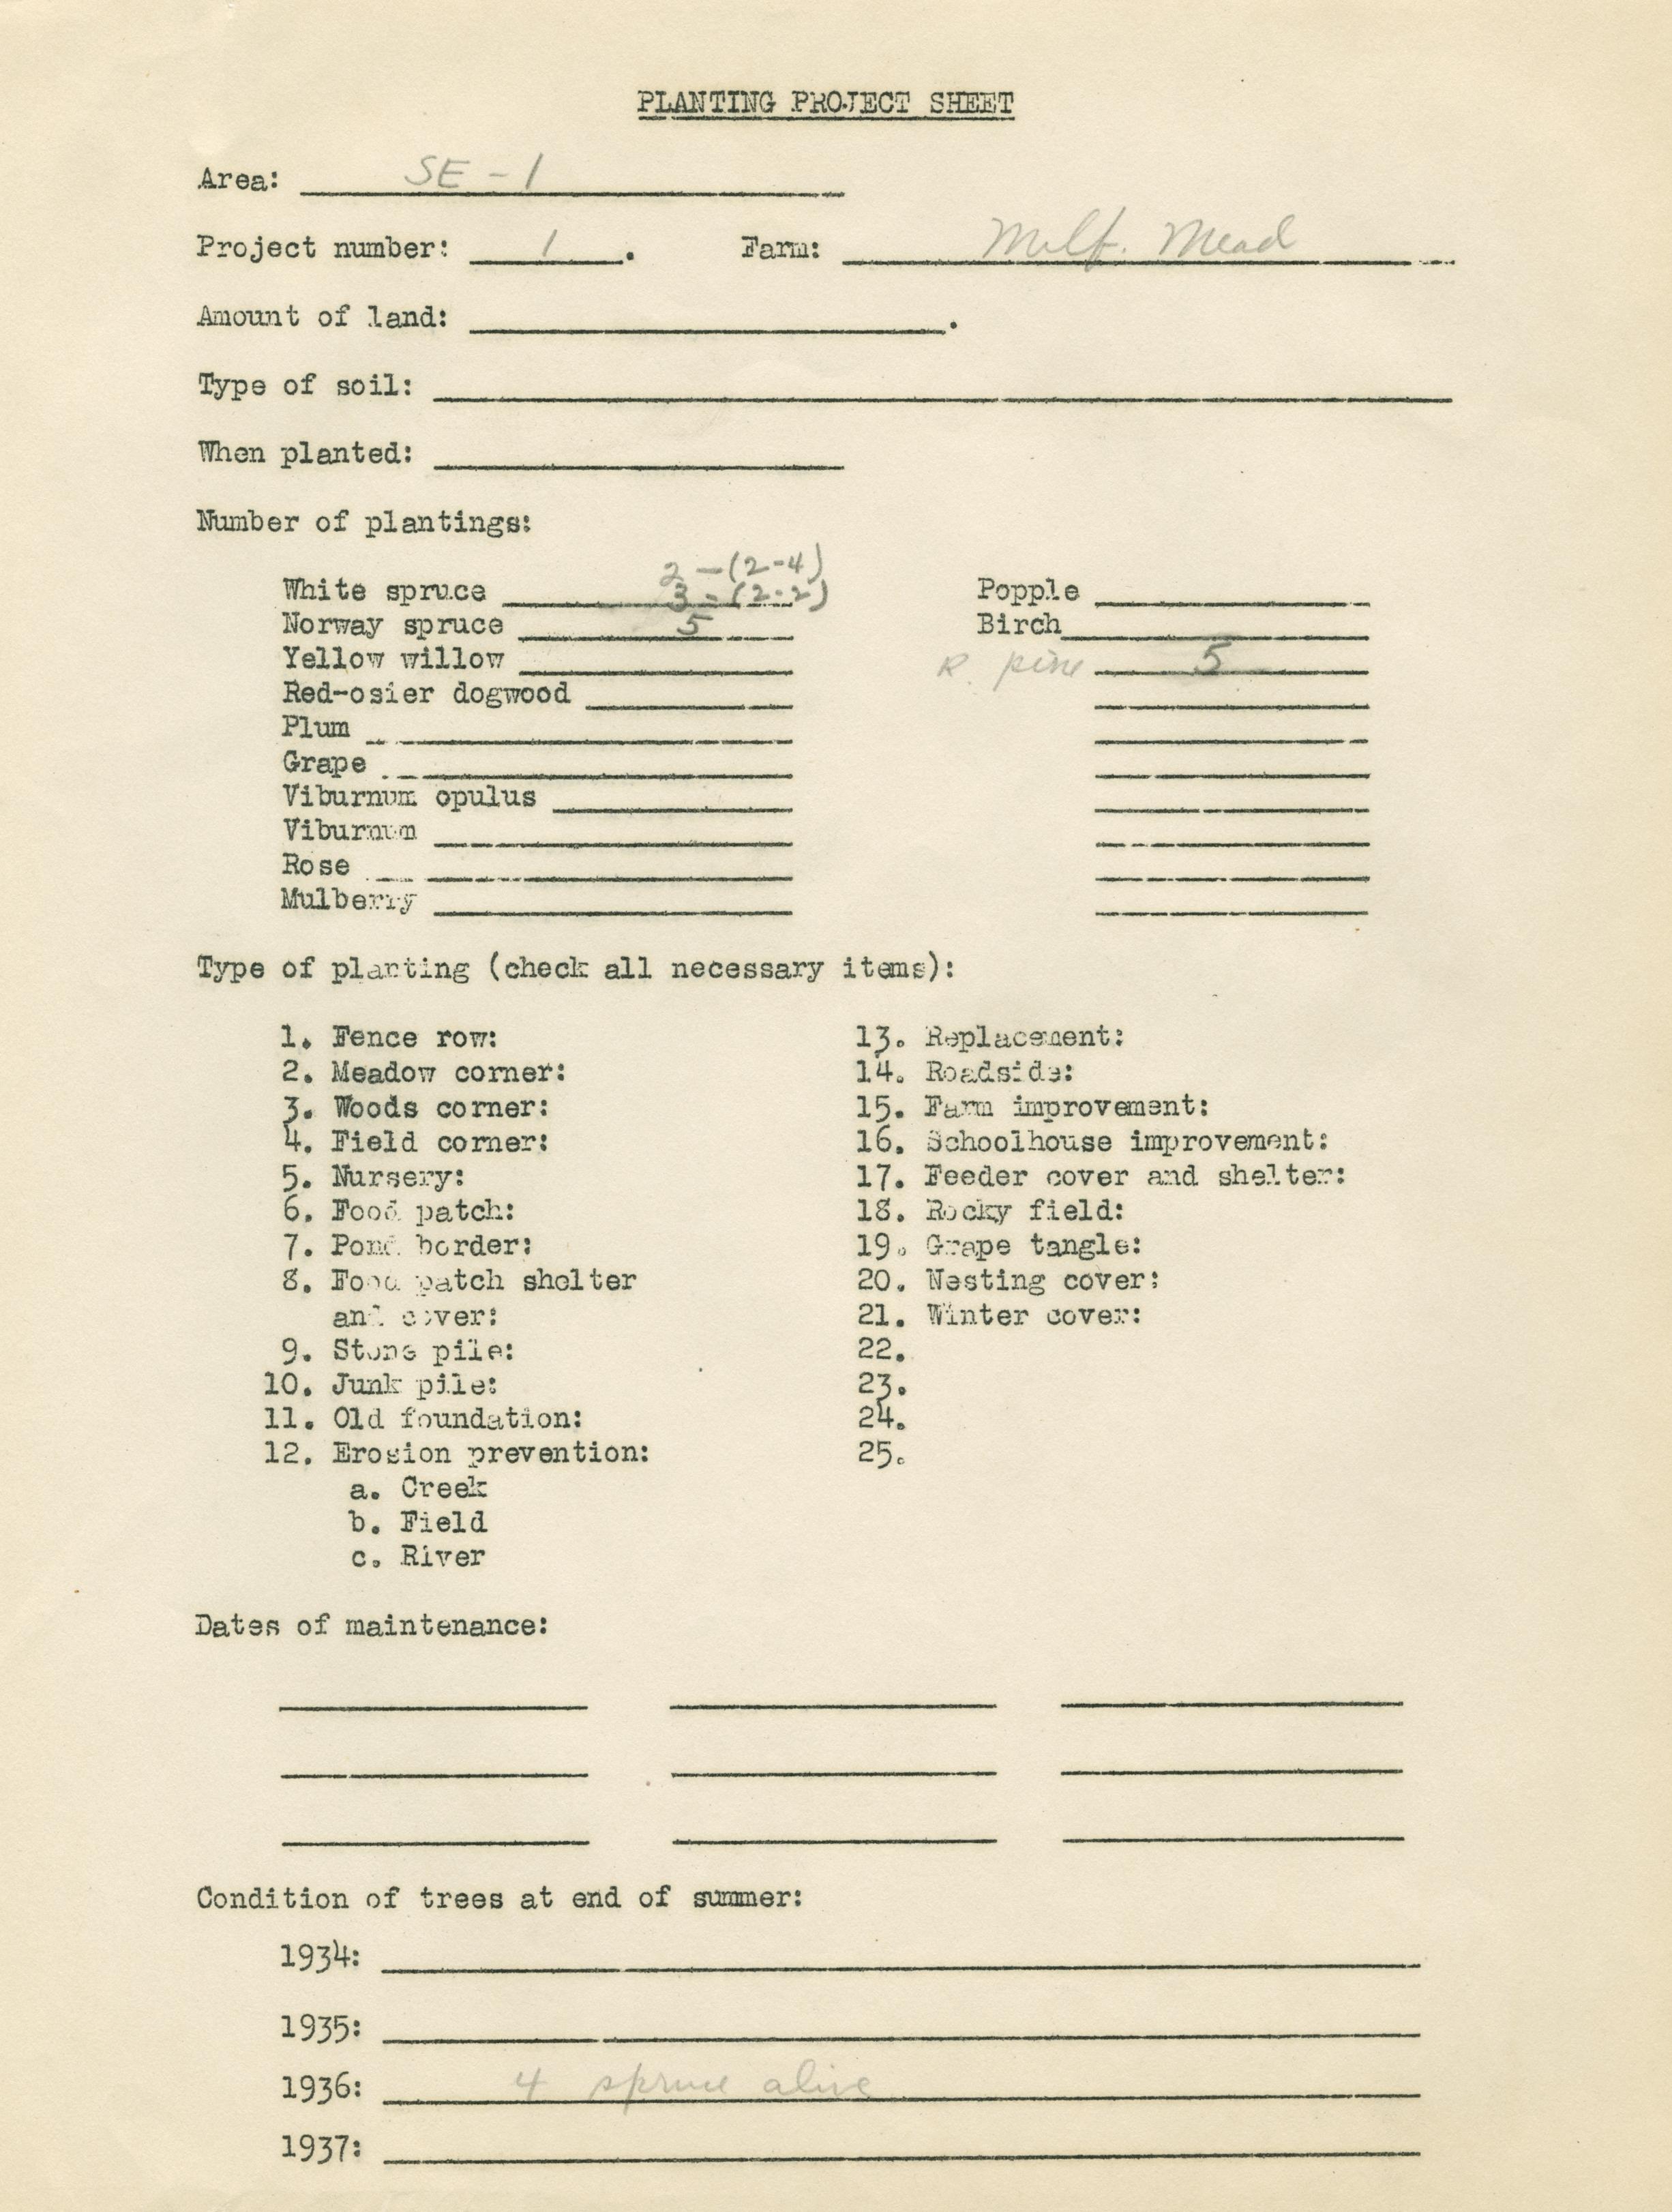 PLANTING PROJECT SHEET
Area: SE-1
Project number: 1. Farm: Milf. Mead
Amount of land: .
Type of soil:
When planted:
Number of plantings:
2 - (2-4)
White spruce 3 - (2-2) Popple
Norway spruce 5 Birch
Yellow willow R. pine 5
Red-osier dogwood
Plum
Grape
Viburnum opulus
Viburnum
Rose
Mulberry
Type of planting (check all necessary items):
1. Fence row:
2. Meadow corner:
3. Woods corner:
4. Field corner:
5. Nursery:
6. Food patch:
7. Pond border:
8. Food patch shelter
and cover:
9. Stone pile:
10. Junk pile:
11. Old foundation:
12. Erosion prevention:
a. Creek
b. Field
c. River
13. Replacement:
14. Roadside:
15. Farm improvement:
16. Schoolhouse improvement:
17. Feeder cover and shelter:
18. Rocky field:
19. Grape tangle:
20. Nesting cover:
21. Winter cover:
22.
23.
24.
25.
Dates of maintenance:
Condition of trees at end of summer:
1934:
1935:
1936: 4 spruce alive
1937: